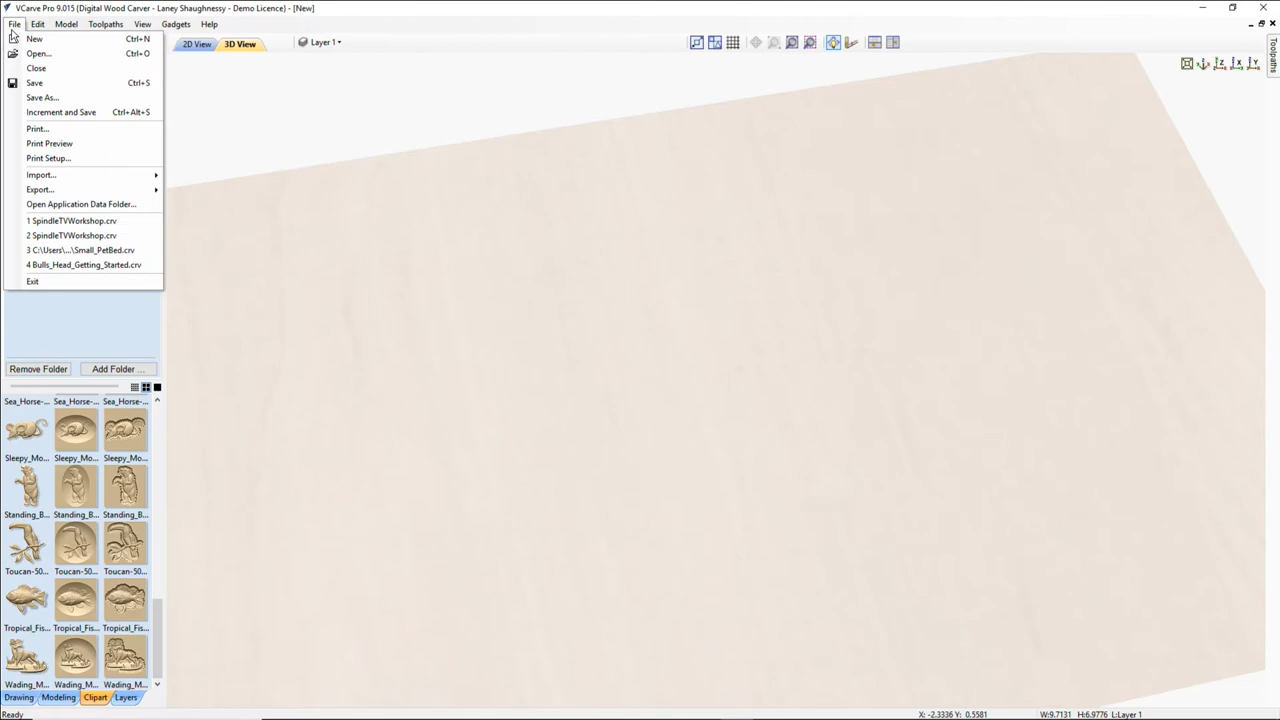 VCarve Pro 9.015 {Digital Wood Carver - Laney Shaughnessy - Demo Licence} - [New]
File Edit Model Toolpaths View Gadgets Help
New Ctrl+N
Open... Ctrl+O
Close
Save Ctrl+S
Save As...
Increment and Save Ctrl+Alt+S
Print...
Print Preview
Print Setup...
Import...
Export...
Open Application Data Folder...
1 SpindleTVWorkshop.crv
2 SpindleTVWorkshop.crv
3 C:\Users\...\Small_PetBed.crv
4 Bulls_Head_Getting_Started.crv
Exit
2D View 3D View Layer 1
Toolpaths
Z X Y
Remove Folder Add Folder ...
Sea_Horse-... Sea_Horse-... Sea_Horse-...
Sleepy_Mo... Sleepy_Mo... Sleepy_Mo...
Standing_B... Standing_B... Standing_B...
Toucan-50... Toucan-50... Toucan-50...
Tropical_Fis... Tropical_Fis... Tropical_Fis...
Wading_M... Wading_M... Wading_M...
Drawing Modeling Clipart Layers
Ready X: -2.3336 Y: 0.5581 W:9.7131 H:6.9776 L:Layer 1